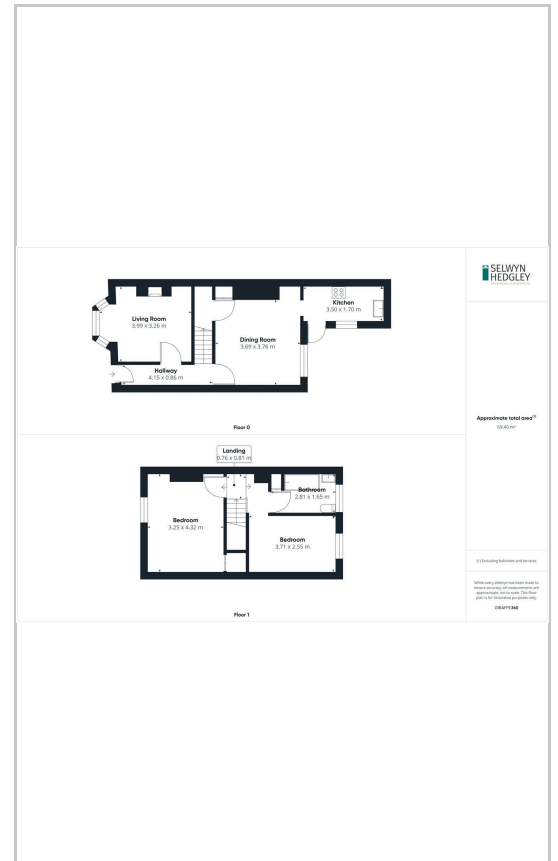 SELWYN
HEDGLEY
Living Room
3.99 x 3.26 m
Kitchen
3.50 x 1.70 m
Dining Room
3.69 x 3.76 m
Hallway
4.15 x 0.86 m
Floor 0
Landing
0.76 x 0.81 m
Bathroom
2.81 x 1.65 m
Bedroom
3.25 x 4.32 m
Bedroom
3.71 x 2.55 m
Floor 1
Approximate total area(1)
69.40 m²
(1) Excluding balconies and terraces
While every attempt has been made to
ensure accuracy, all measurements are
approximate, not to scale. This floor
plan is for illustrative purposes only.
GIRAFFE360